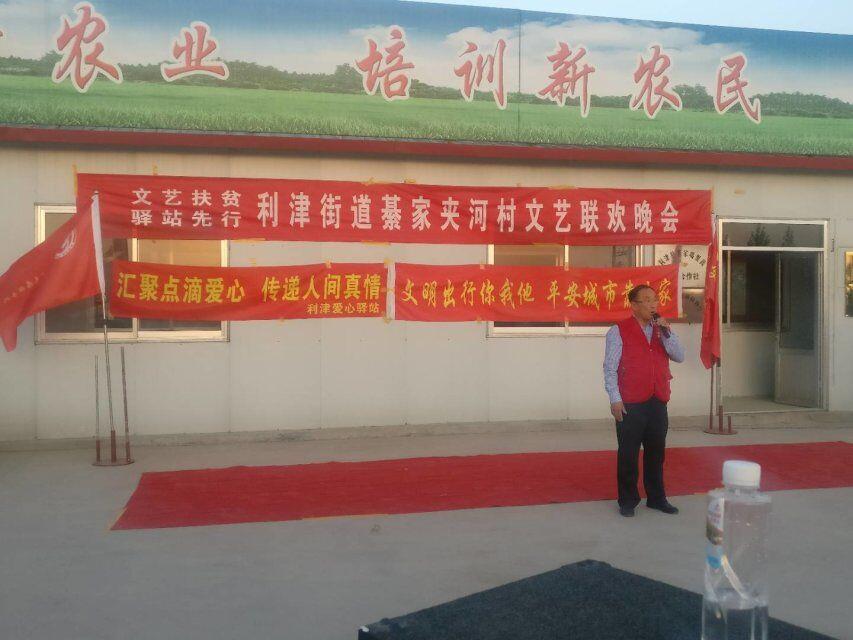 农业 培训新农民
文艺扶贫
驿站先行
利津街道綦家夹河村文艺联欢晚会
汇聚点滴爱心 传递人间真情
利津爱心驿站
文明出行你我他 平安城市靠大家
合作社